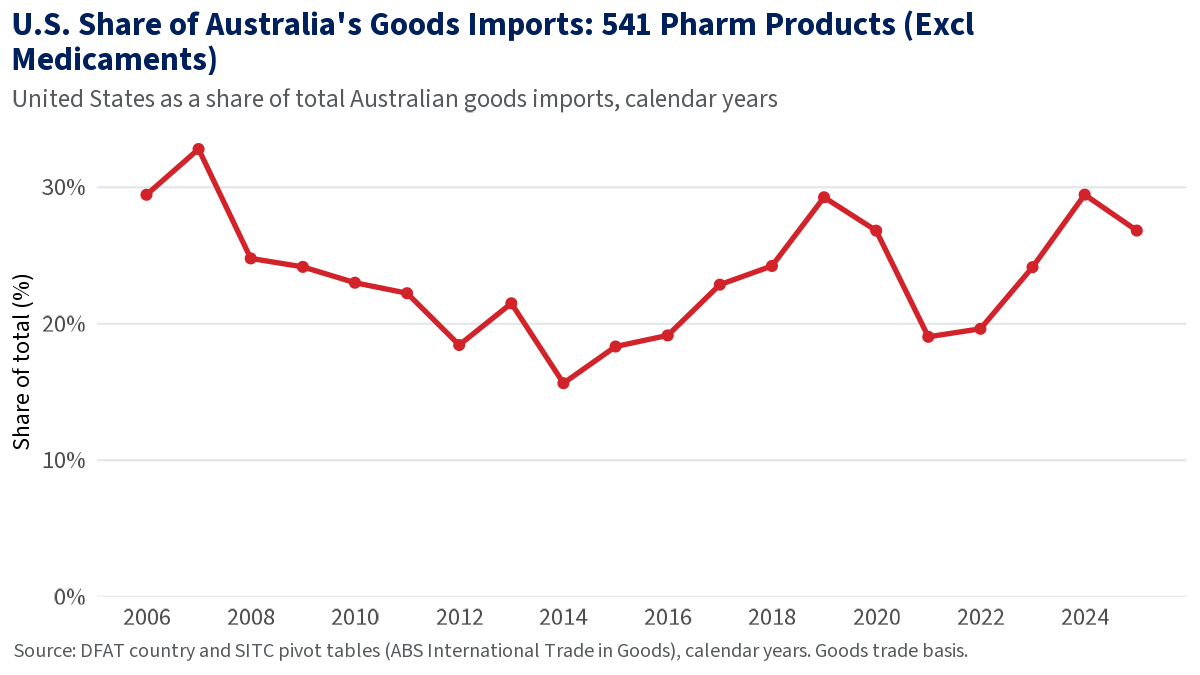 U.S. Share of Australia's Goods Imports: 541 Pharm Products (Excl
Medicaments)
United States as a share of total Australian goods imports, calendar years
Share of total (%)
30%
20%
10%
0%
2006 2008 2010 2012 2014 2016 2018 2020 2022 2024
Source: DFAT country and SITC pivot tables (ABS International Trade in Goods), calendar years. Goods trade basis.